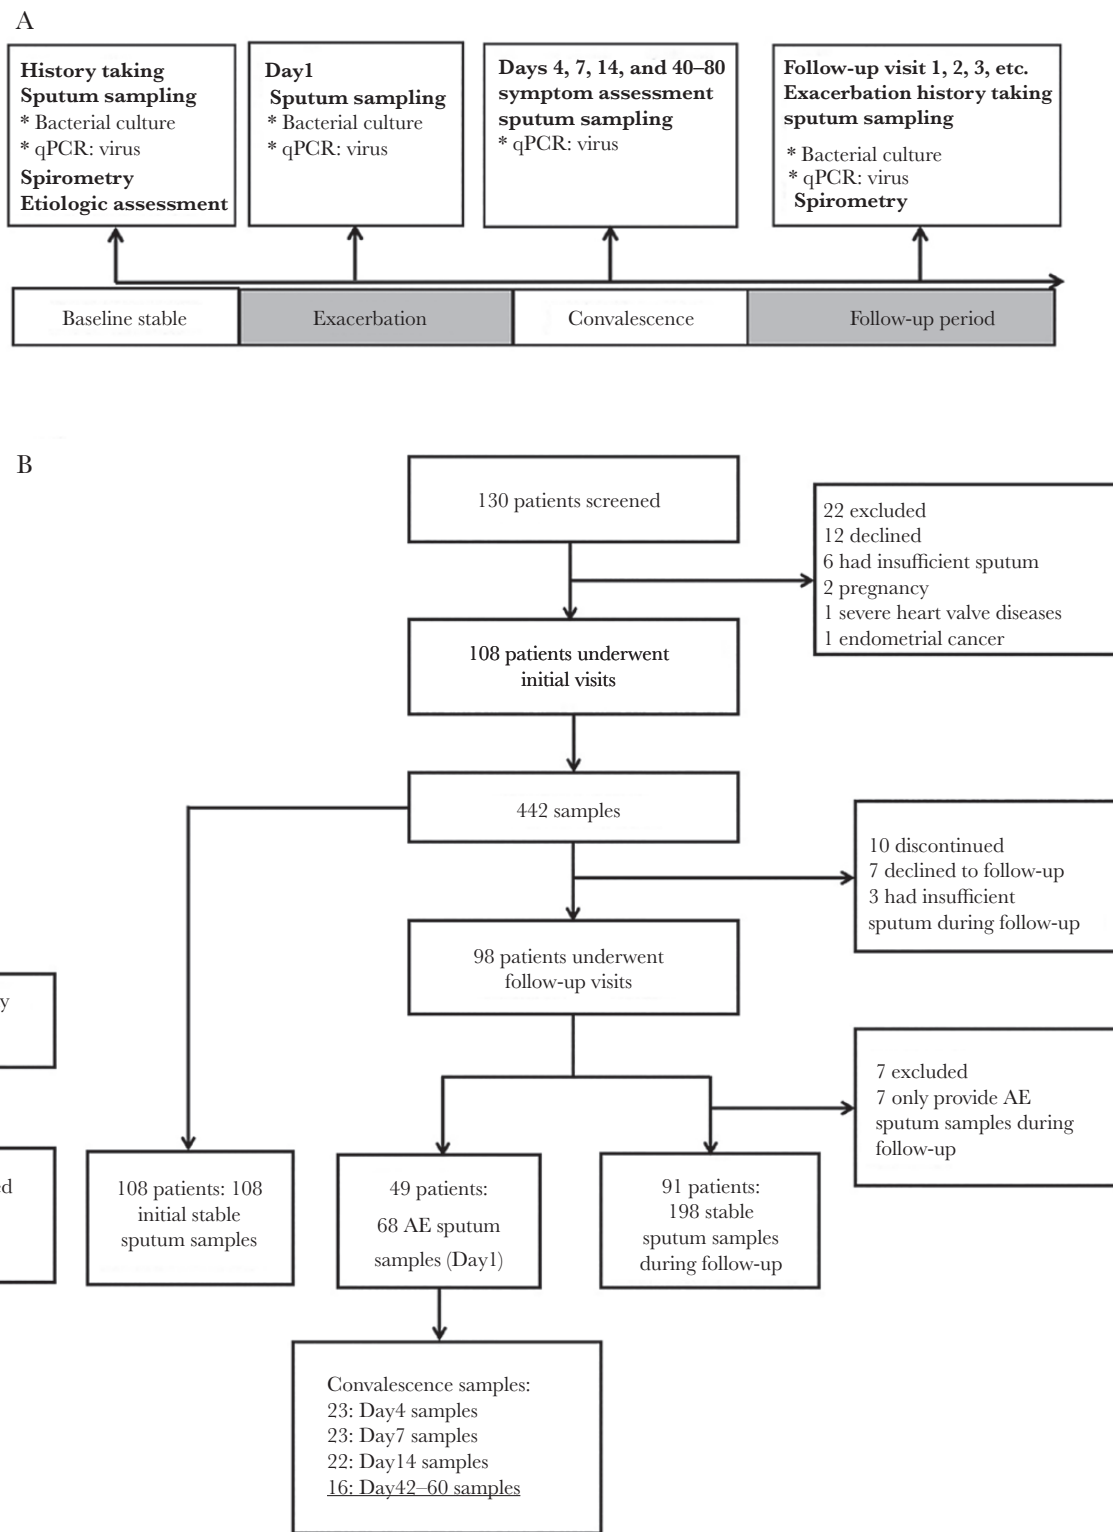 A
History taking
Sputum sampling
* Bacterial culture
* qPCR: virus
Spirometry
Etiologic assessment
Day1
Sputum sampling
* Bacterial culture
* qPCR: virus
Days 4, 7, 14, and 40–80
symptom assessment
sputum sampling
* qPCR: virus
Follow-up visit 1, 2, 3, etc.
Exacerbation history taking
sputum sampling
* Bacterial culture
* qPCR: virus
Spirometry
Baseline stable
Exacerbation
Convalescence
Follow-up period
B
130 patients screened
22 excluded
12 declined
6 had insufficient sputum
2 pregnancy
1 severe heart valve diseases
1 endometrial cancer
108 patients underwent
initial visits
442 samples
10 discontinued
7 declined to follow-up
3 had insufficient
sputum during follow-up
98 patients underwent
follow-up visits
y
7 excluded
7 only provide AE
sputum samples during
follow-up
ed
108 patients: 108
initial stable
sputum samples
49 patients:
68 AE sputum
samples (Day1)
91 patients:
198 stable
sputum samples
during follow-up
Convalescence samples:
23: Day4 samples
23: Day7 samples
22: Day14 samples
16: Day42–60 samples